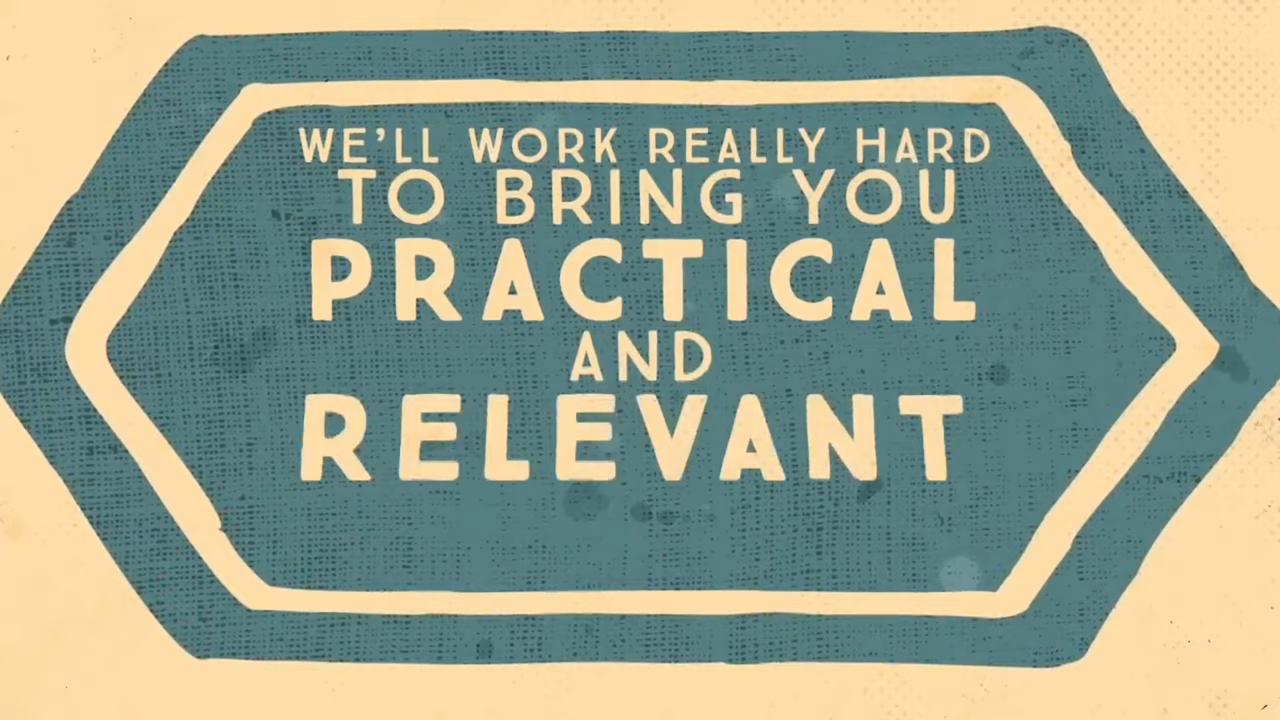 WE'LL WORK REALLY HARD
TO BRING YOU
PRACTICAL
AND
RELEVANT